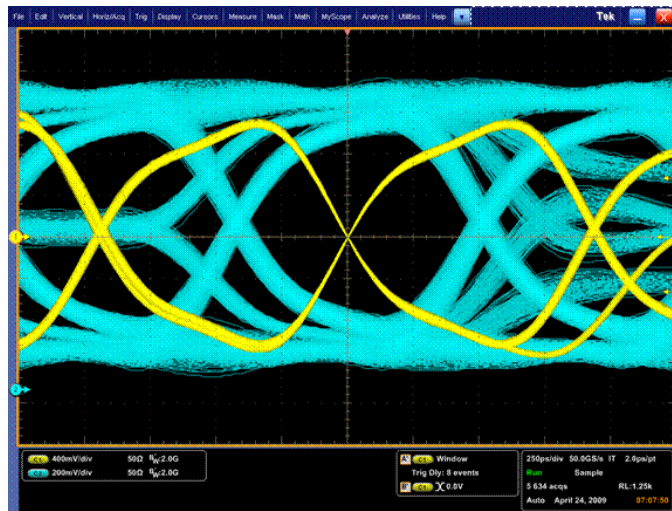 File Edit Vertical Horiz/Acq Trig Display Cursors Measure Mask Math MyScope Analyze Utilities Help Tek X
1
2
C1 400mV/div 50Ω BW:2.0G
C2 200mV/div 50Ω BW:2.0G
A' C1 Window
Trig Dly: 8 events
B' C1 0.0V
250ps/div 50.0GS/s IT 2.0ps/pt
Run Sample
5 634 acqs RL:1.25k
Auto April 24, 2009 07:07:50